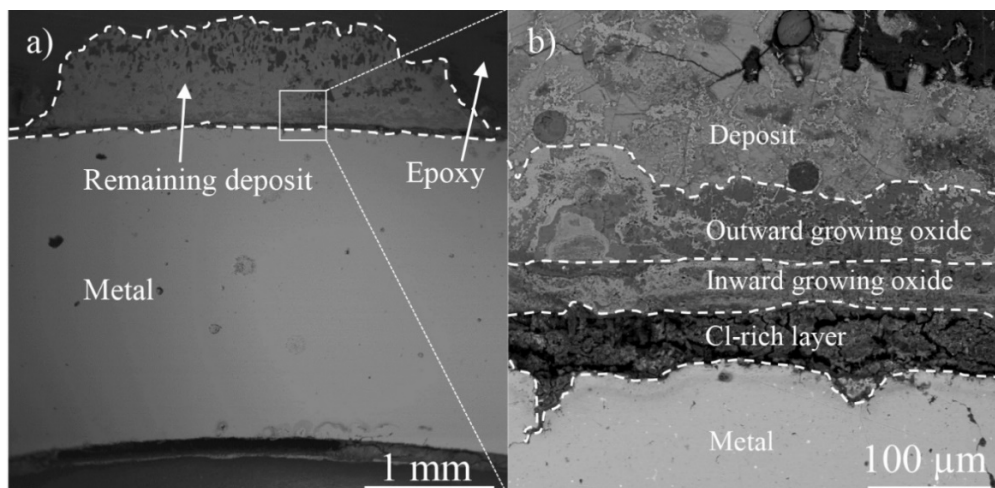 a)
Remaining deposit
Epoxy
Metal
1 mm
b)
Deposit
Outward growing oxide
Inward growing oxide
Cl-rich layer
Metal
100 µm